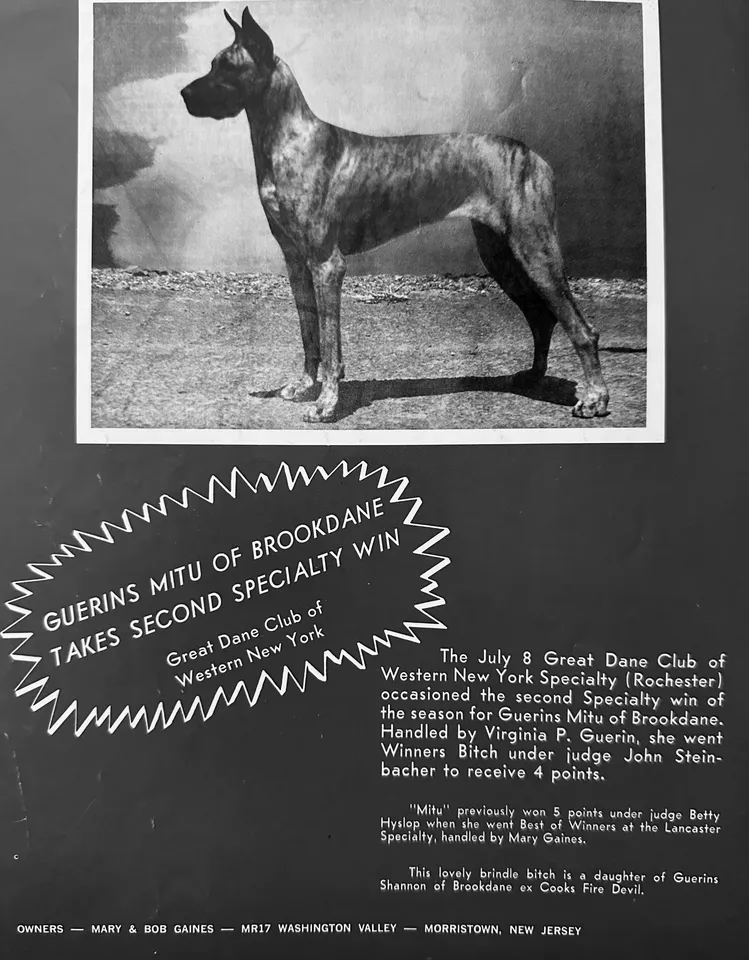 GUERINS MITU OF BROOKDANE
TAKES SECOND SPECIALTY WIN
Great Dane Club of
Western New York
The July 8 Great Dane Club of
Western New York Specialty (Rochester)
occasioned the second Specialty win of
the season for Guerins Mitu of Brookdane.
Handled by Virginia P. Guerin, she went
Winners Bitch under judge John Stein-
bacher to receive 4 points.
"Mitu" previously won 5 points under judge Betty
Hyslop when she went Best of Winners at the Lancaster
Specialty, handled by Mary Gaines.
This lovely brindle bitch is a daughter of Guerins
Shannon of Brookdane ex Cooks Fire Devil.
OWNERS — MARY & BOB GAINES — MR17 WASHINGTON VALLEY — MORRISTOWN, NEW JERSEY